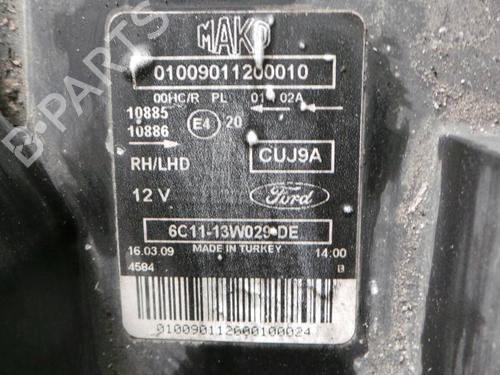 MAKO
01009011200010
00HC/R PL 01 02A
10885
10886
E4 20
RH/LHD
CUJ9A
12 V
Ford
6C11-13W029-DE
16.03.09 MADE IN TURKEY 14:00
4584 B
010090112000100024
B-PARTS